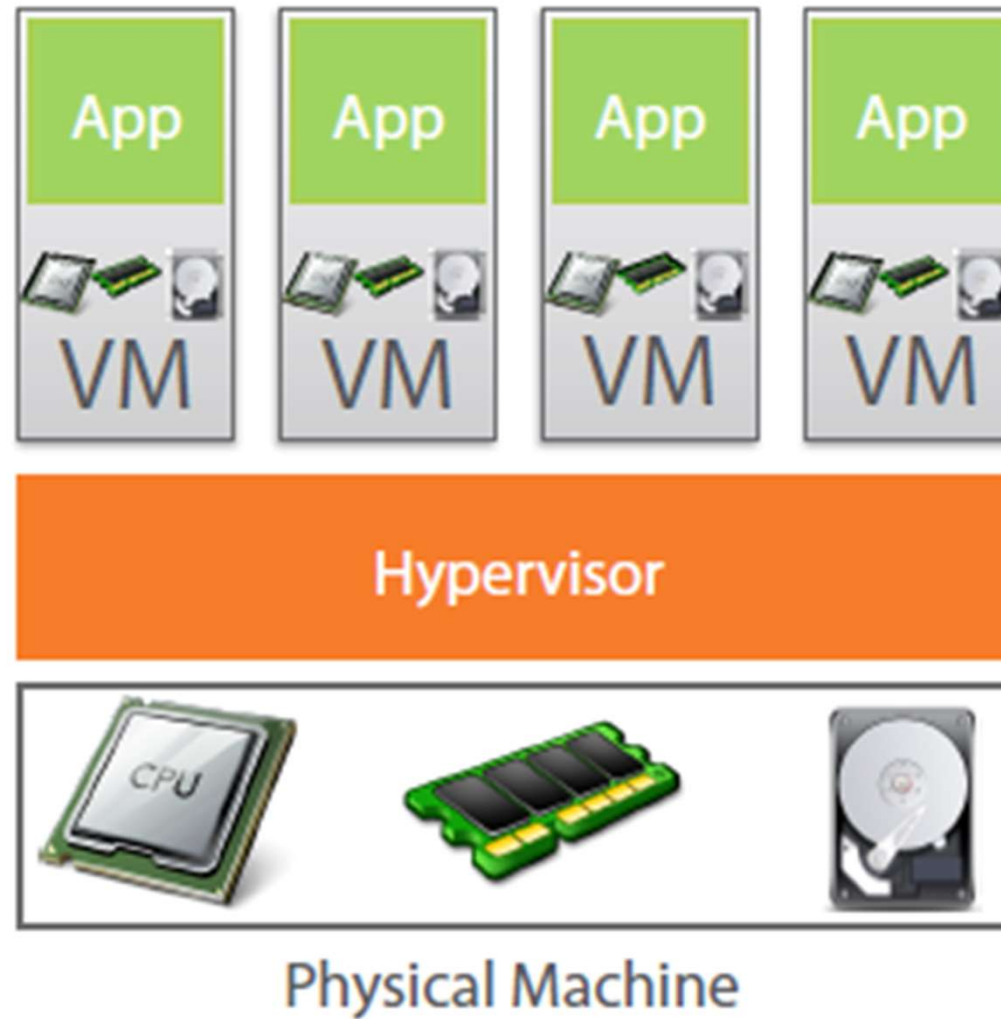 App App App App
VM VM VM VM
Hypervisor
CPU
Physical Machine